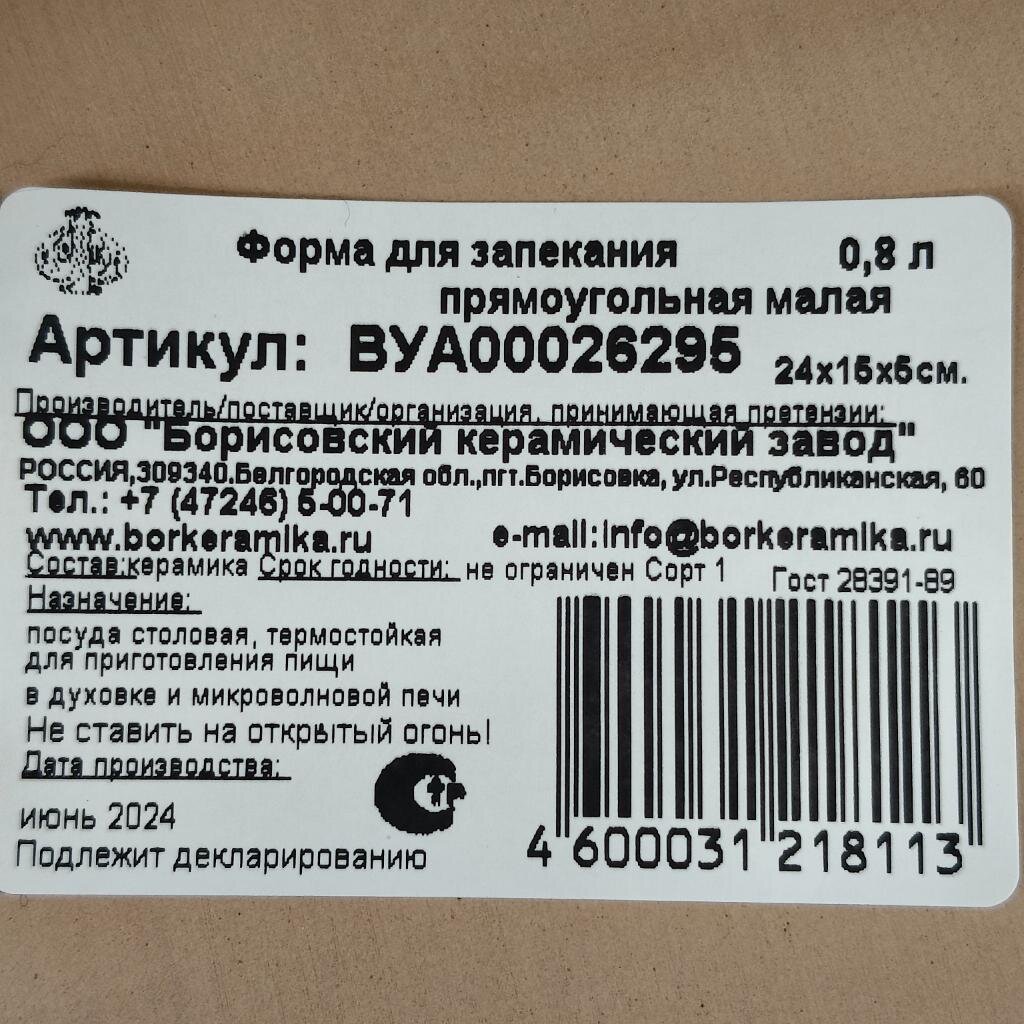 Форма для запекания 0,8 л
прямоугольная малая
Артикул: ВУА00026295
24x15x5см.
Производитель/поставщик/организация, принимающая претензии:
ООО "Борисовский керамический завод"
РОССИЯ,309340.Белгородская обл.,пгт.Борисовка, ул.Республиканская, 60
Тел.: +7 (47246) 5-00-71
www.borkeramika.ru e-mail:info@borkeramika.ru
Состав:керамика Срок годности: не ограничен Сорт 1 Гост 28391-89
Назначение:
посуда столовая, термостойкая
для приготовления пищи
в духовке и микроволновой печи
Не ставить на открытый огонь!
Дата производства:
июнь 2024
Подлежит декларированию
4 600031 218113